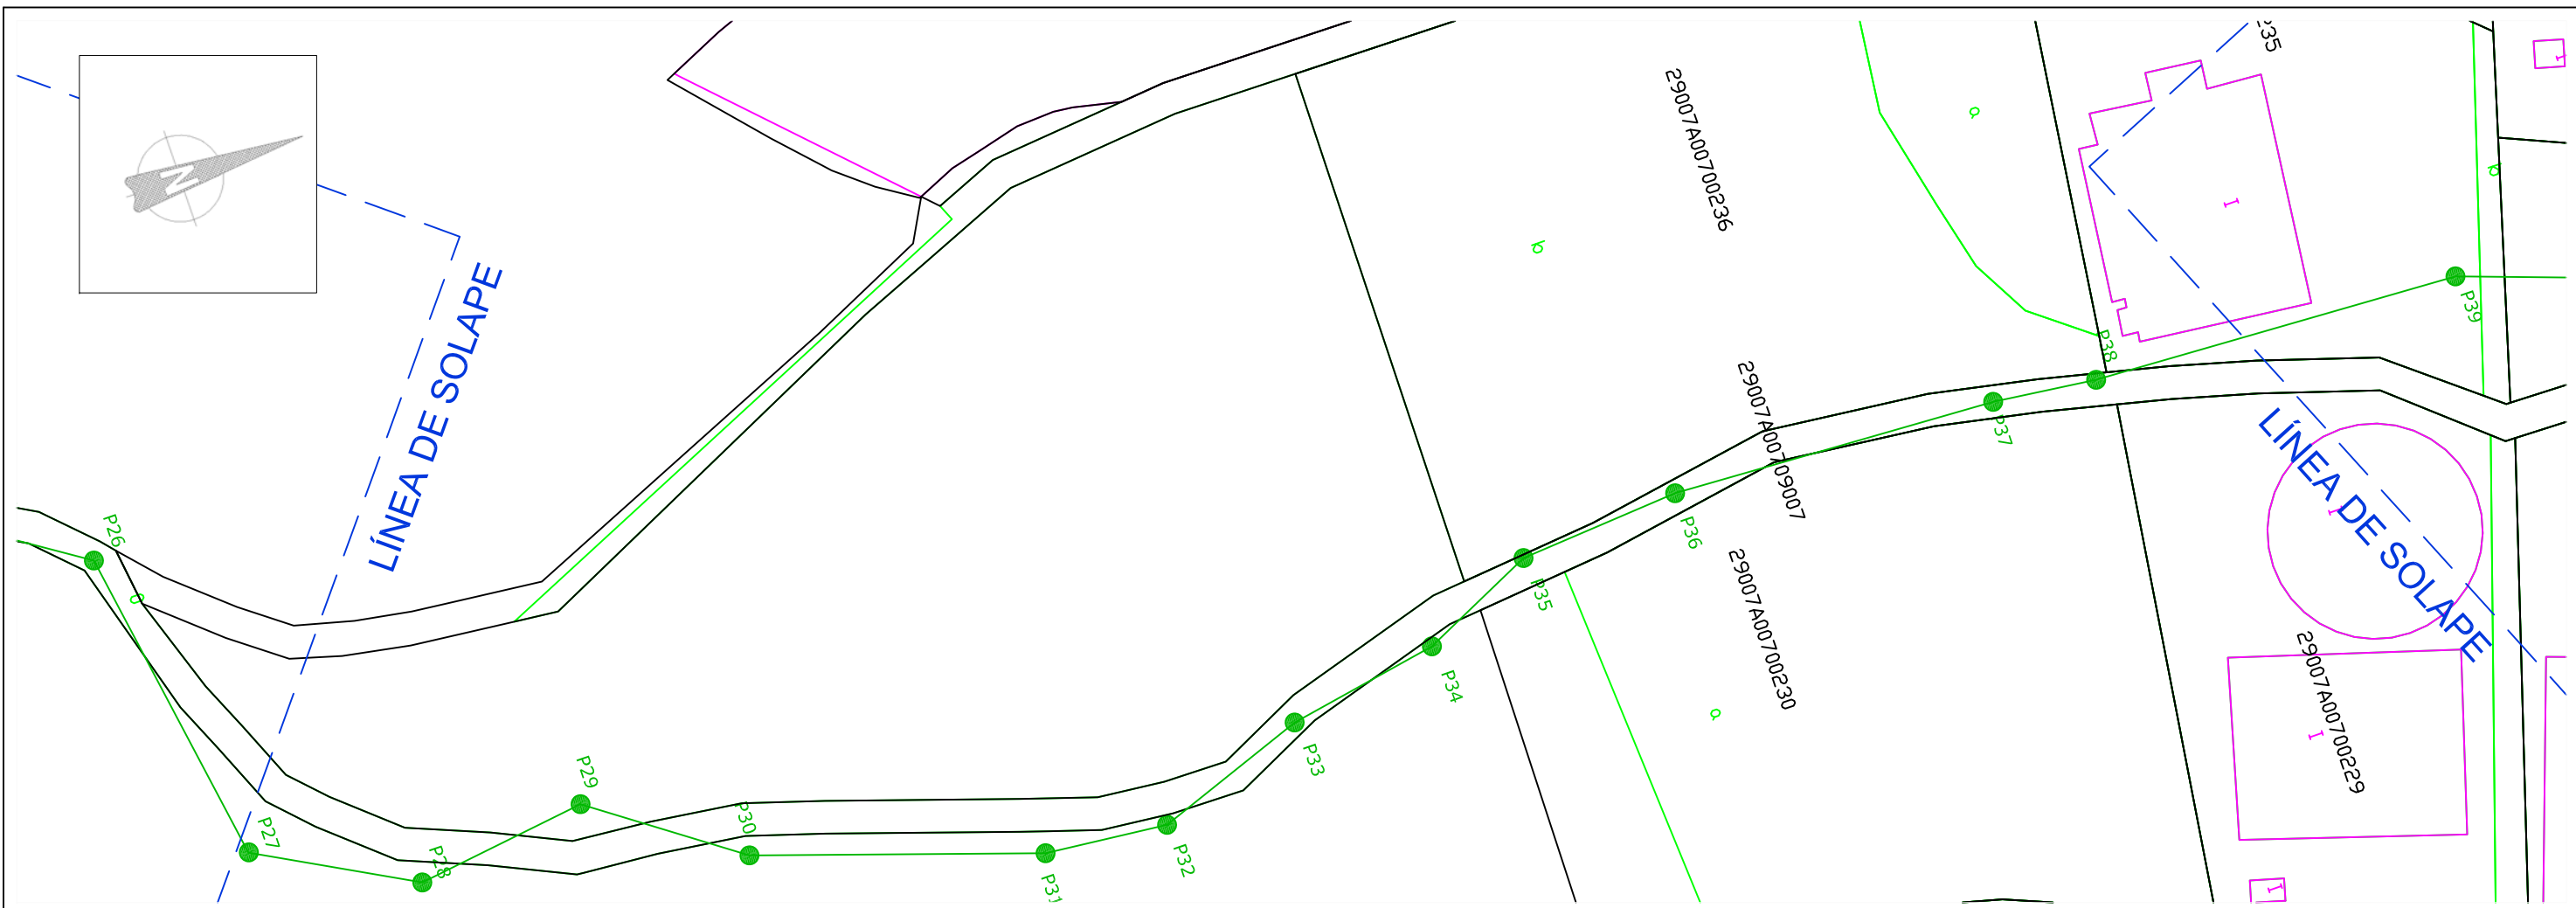 N
LÍNEA DE SOLAPE
P26
c
P27
P28
P29
P30
P31
P32
P33
P34
P35
P36
P37
P38
P39
29007A00700236
b
a
235
29007A00709007
29007A00700230
a
I
b
I
LÍNEA DE SOLAPE
I
29007A00700229
I
I